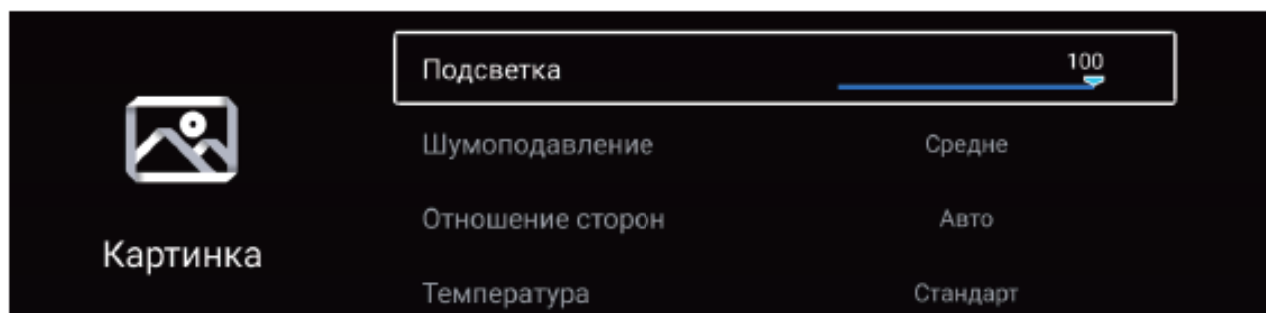 Подсветка 100
Шумоподавление Средне
Отношение сторон Авто
Картинка
Температура Стандарт